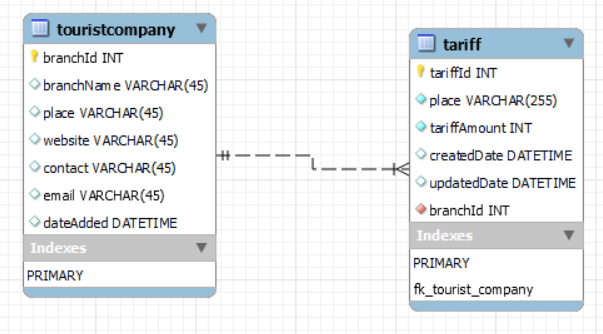 touristcompany
branchId INT
branchName VARCHAR(45)
place VARCHAR(45)
website VARCHAR(45)
contact VARCHAR(45)
email VARCHAR(45)
dateAdded DATETIME
Indexes
PRIMARY
tariff
tariffId INT
place VARCHAR(255)
tariffAmount INT
createdDate DATETIME
updatedDate DATETIME
branchId INT
Indexes
PRIMARY
fk_tourist_company